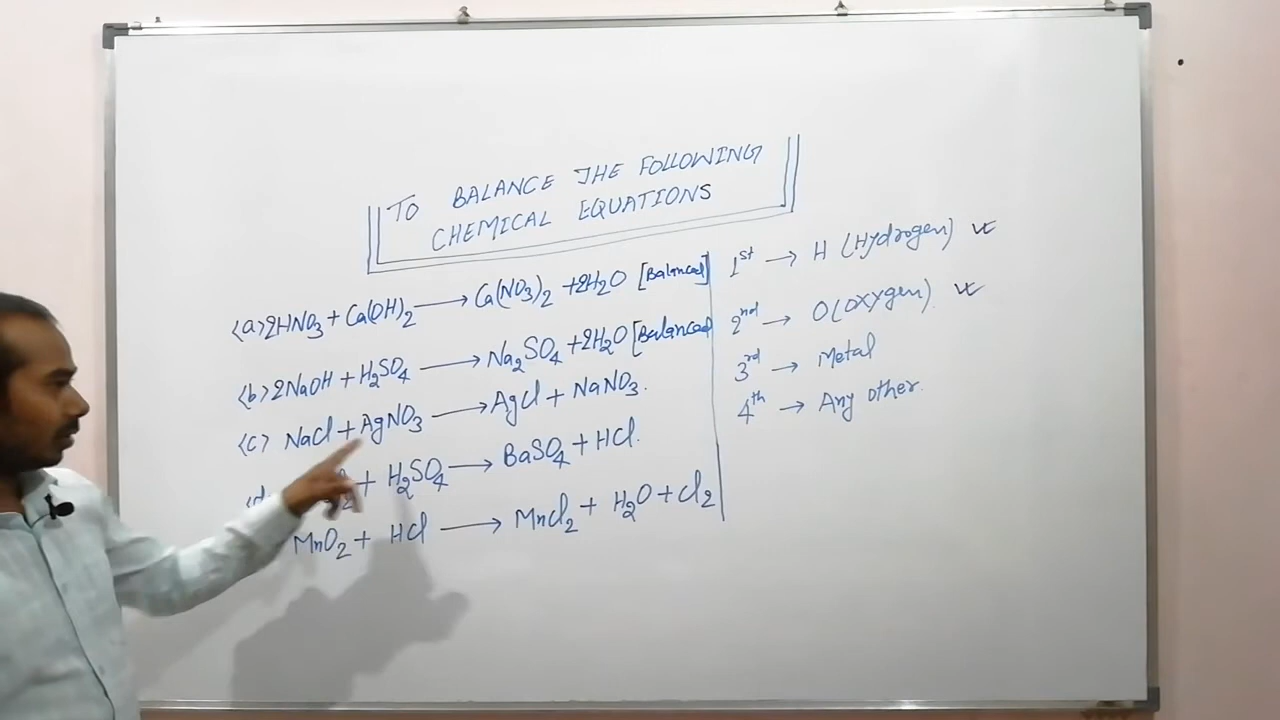 TO BALANCE THE FOLLOWING
CHEMICAL EQUATIONS
(a) 2HNO₃ + Ca(OH)₂ ⟶ Ca(NO₃)₂ + 2H₂O [Balanced]
(b) 2NaOH + H₂SO₄ ⟶ Na₂SO₄ + 2H₂O [Balanced
(c) NaCl + AgNO₃ ⟶ AgCl + NaNO₃.
(d + H₂SO₄ ⟶ BaSO₄ + HCl.
MnO₂ + HCl ⟶ MnCl₂ + H₂O + Cl₂
1st → H (Hydrogen)
2nd → O (Oxygen).
3rd → Metal
4th → Any other.